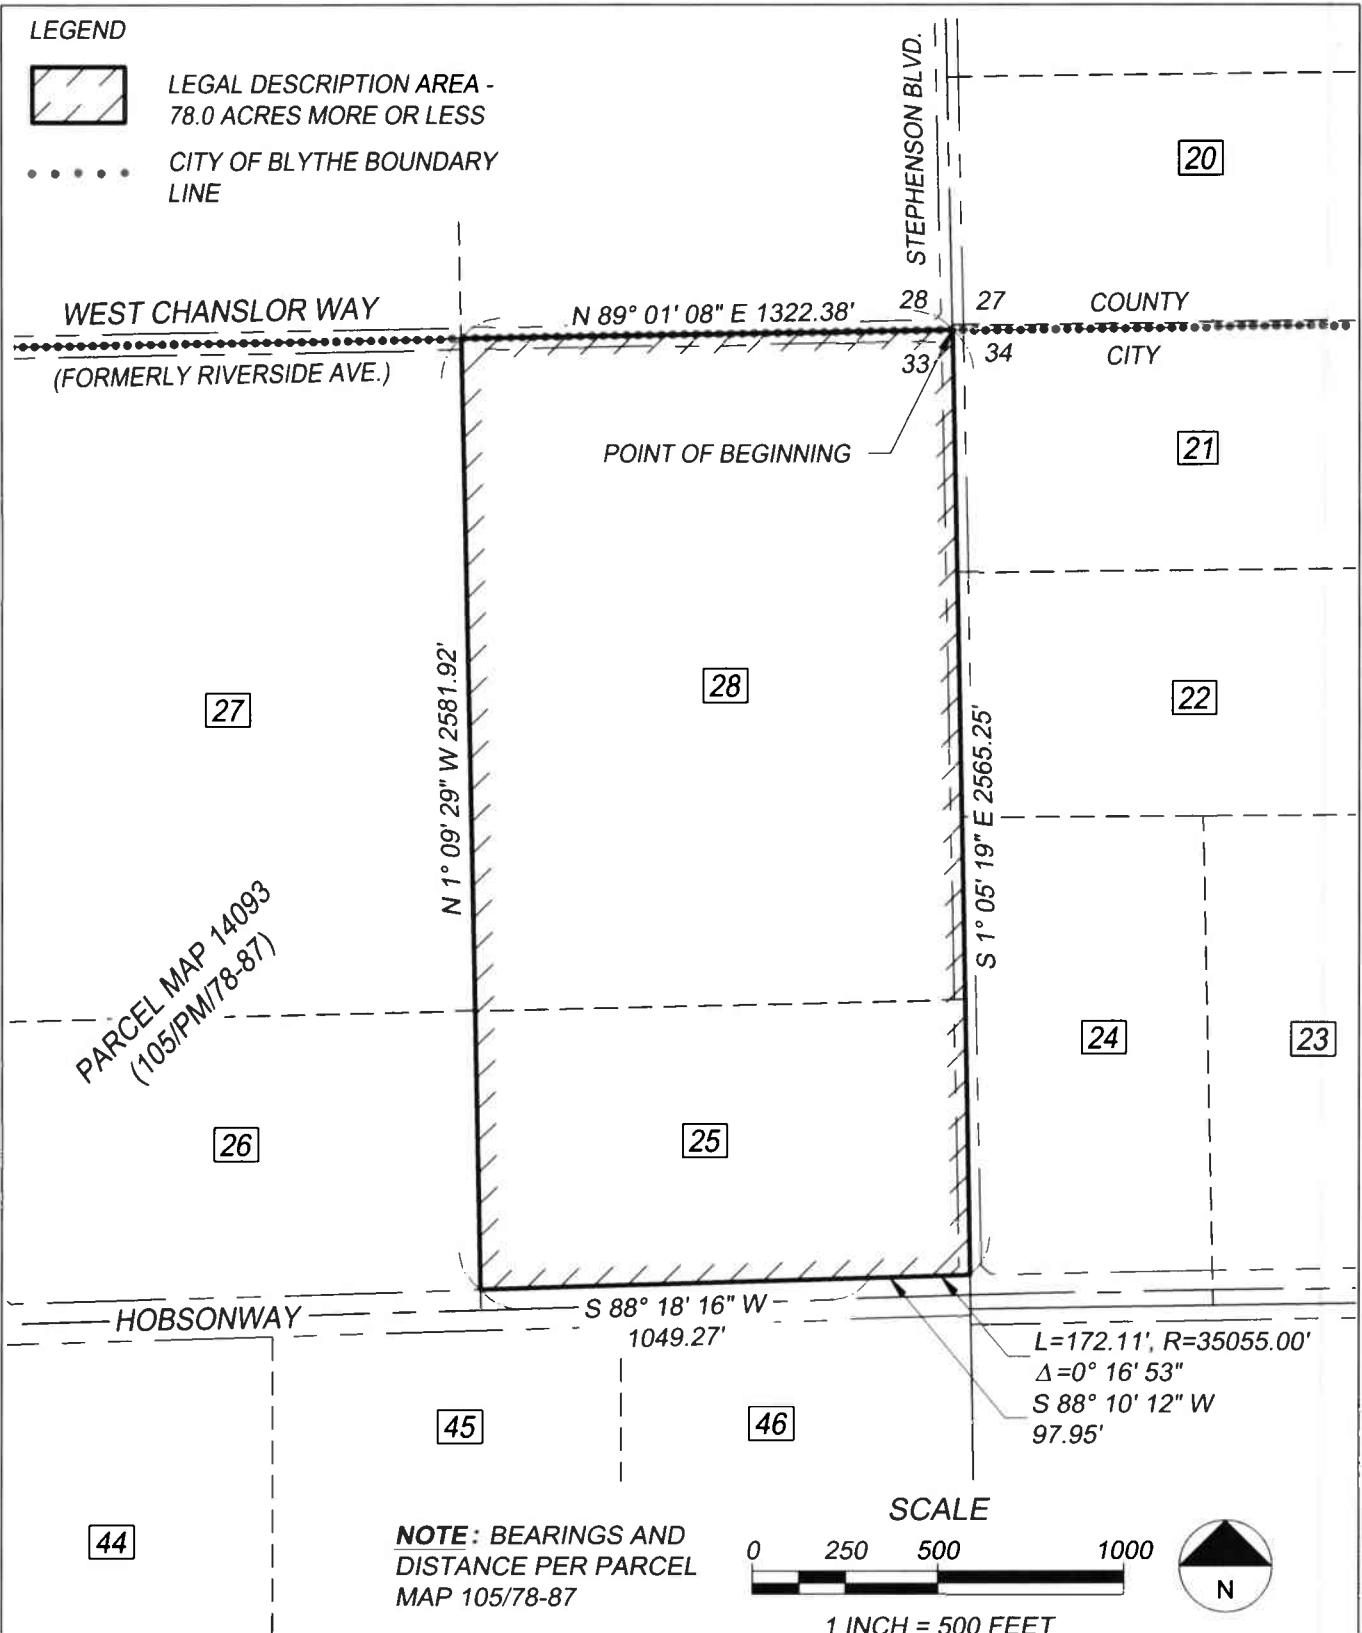 LEGEND
LEGAL DESCRIPTION AREA -
78.0 ACRES MORE OR LESS
CITY OF BLYTHE BOUNDARY
LINE
STEPHENSON BLVD.
20
WEST CHANSLOR WAY
(FORMERLY RIVERSIDE AVE.)
N 89° 01' 08" E 1322.38'
28
27
COUNTY
33
34
CITY
POINT OF BEGINNING
21
27
N 1° 09' 29" W 2581.92'
28
S 1° 05' 19" E 2565.25'
22
PARCEL MAP 14093
(105/PM/78-87)
26
25
24
23
HOBSONWAY
S 88° 18' 16" W
1049.27'
L=172.11', R=35055.00'
Δ=0° 16' 53"
S 88° 10' 12" W
97.95'
45
46
44
NOTE: BEARINGS AND
DISTANCE PER PARCEL
MAP 105/78-87
SCALE
0 250 500 1000
1 INCH = 500 FEET
N